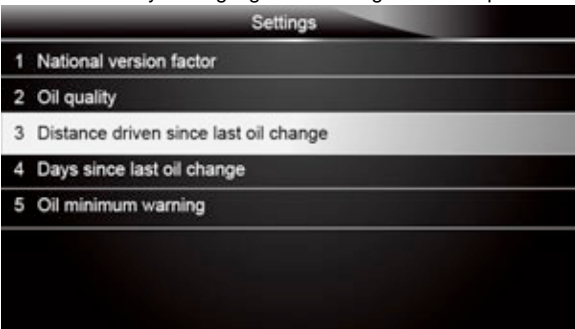 Settings
1 National version factor
2 Oil quality
3 Distance driven since last oil change
4 Days since last oil change
5 Oil minimum warning